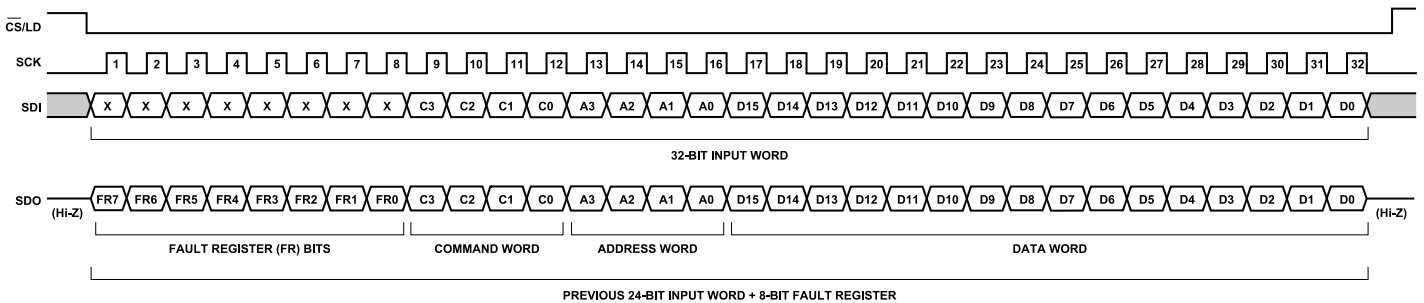 CS/LD
SCK 1 2 3 4 5 6 7 8 9 10 11 12 13 14 15 16 17 18 19 20 21 22 23 24 25 26 27 28 29 30 31 32
SDI X X X X X X X X C3 C2 C1 C0 A3 A2 A1 A0 D15 D14 D13 D12 D11 D10 D9 D8 D7 D6 D5 D4 D3 D2 D1 D0
32-BIT INPUT WORD
SDO FR7 FR6 FR5 FR4 FR3 FR2 FR1 FR0 C3 C2 C1 C0 A3 A2 A1 A0 D15 D14 D13 D12 D11 D10 D9 D8 D7 D6 D5 D4 D3 D2 D1 D0
(Hi-Z) (Hi-Z)
FAULT REGISTER (FR) BITS COMMAND WORD ADDRESS WORD DATA WORD
PREVIOUS 24-BIT INPUT WORD + 8-BIT FAULT REGISTER